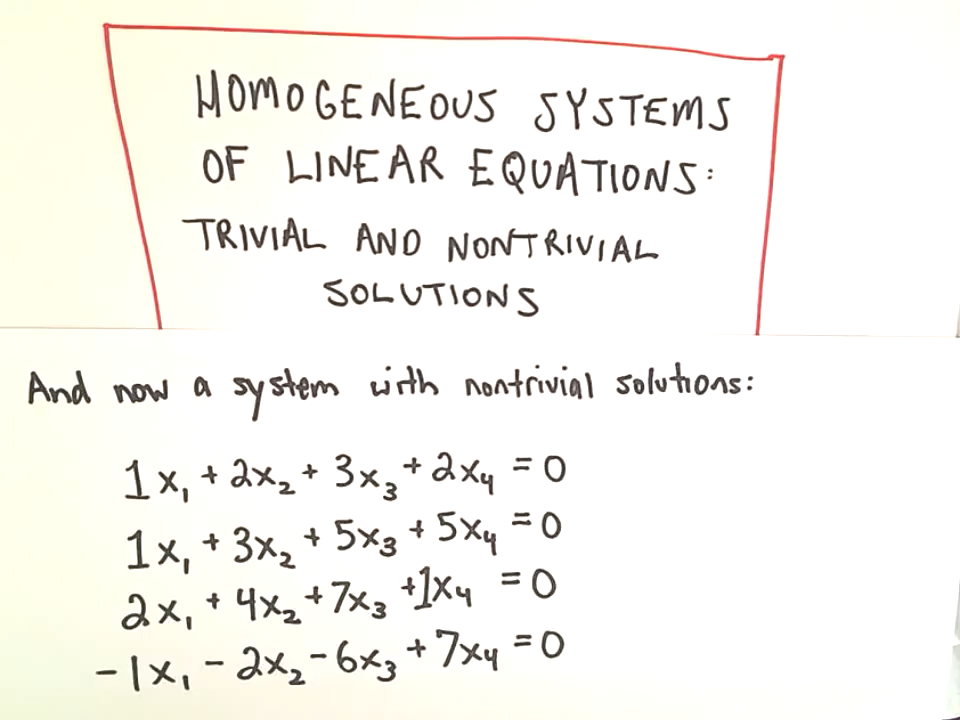 HOMOGENEOUS SYSTEMS
OF LINEAR EQUATIONS:
TRIVIAL AND NONTRIVIAL
SOLUTIONS
And now a system with nontrivial solutions:
1x₁ + 2x₂ + 3x₃ + 2x₄ = 0
1x₁ + 3x₂ + 5x₃ + 5x₄ = 0
2x₁ + 4x₂ + 7x₃ + 1x₄ = 0
-1x₁ - 2x₂ - 6x₃ + 7x₄ = 0